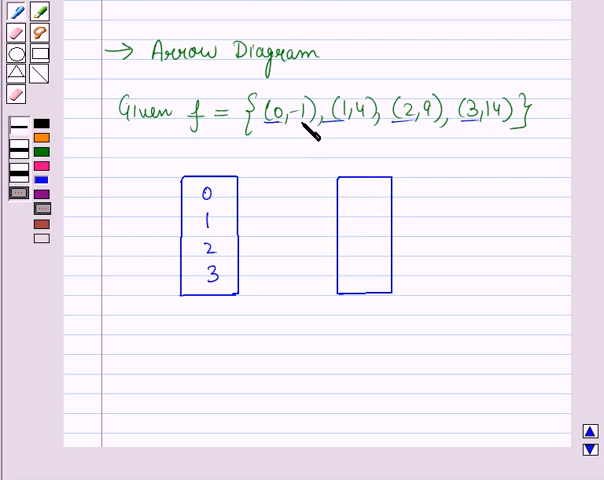 → Arrow Diagram
Given f = {(0,-1), (1,4), (2,9), (3,14)}
0
1
2
3